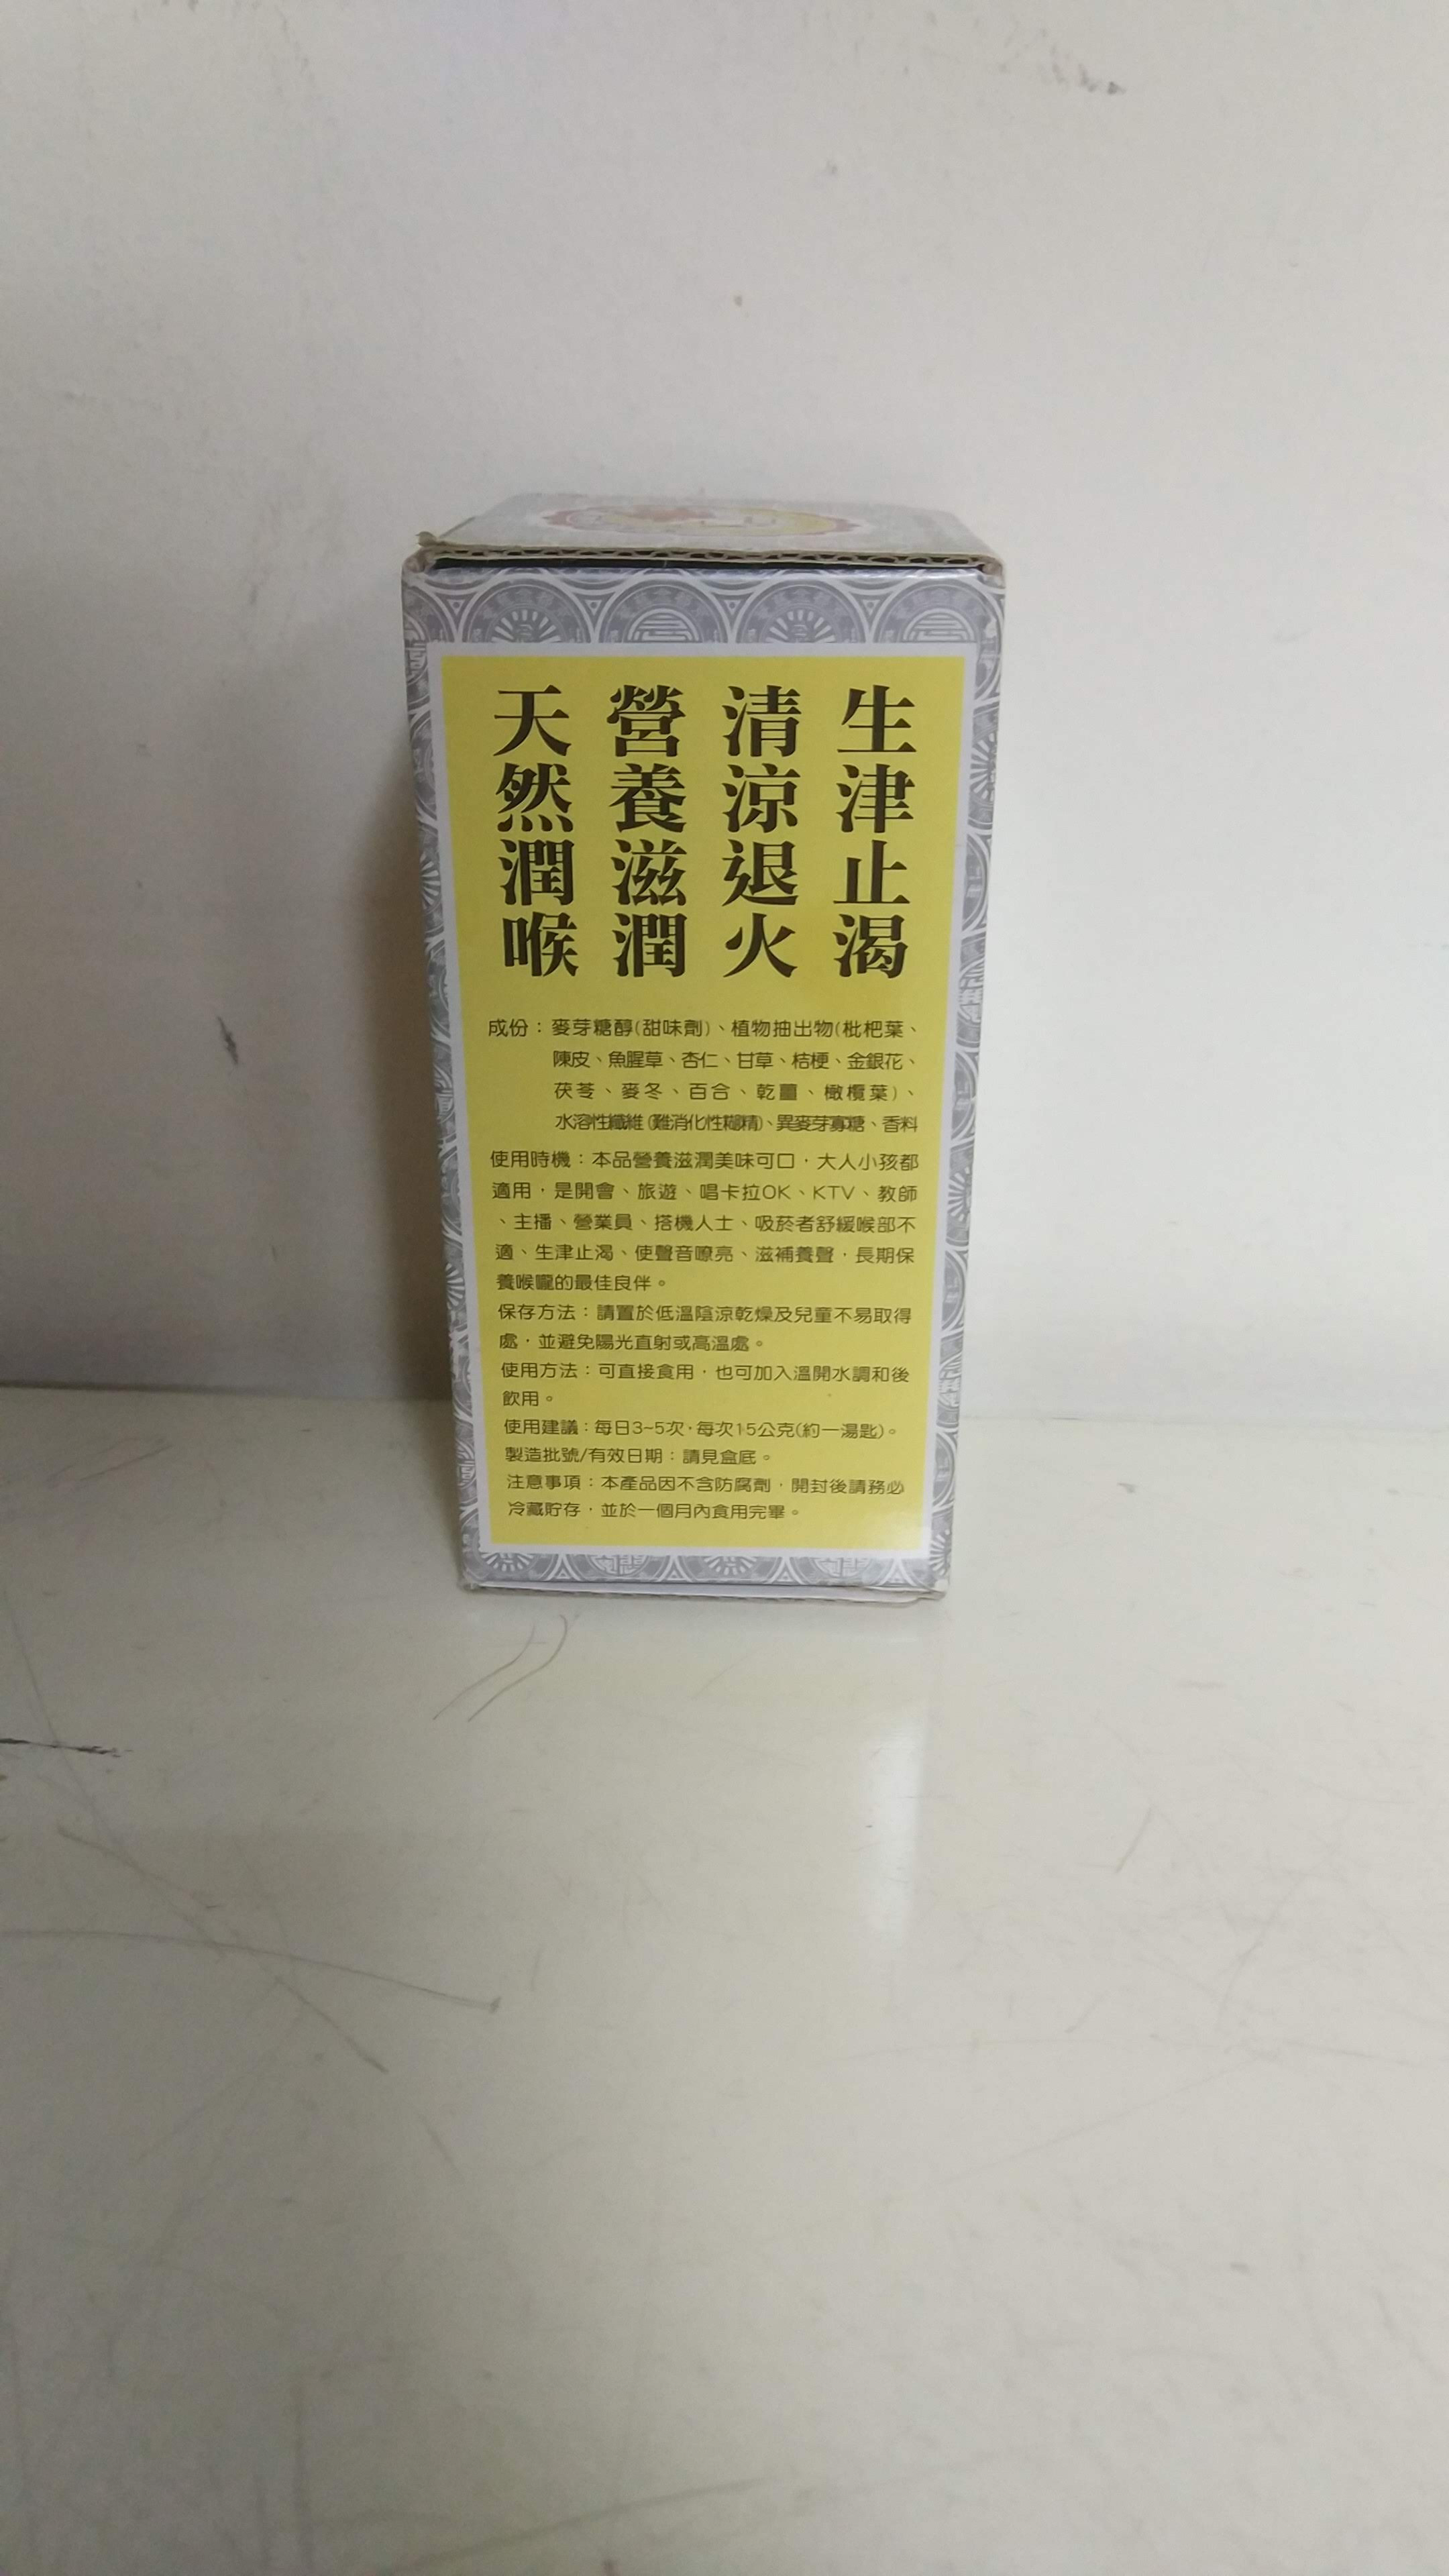 生津止渴
清涼退火
營養滋潤
天然潤喉
成份：麥芽糖醇(甜味劑)、植物抽出物(枇杷葉、
陳皮、魚腥草、杏仁、甘草、桔梗、金銀花、
茯苓、麥冬、百合、乾薑、橄欖葉)、
水溶性纖維(難消化性糊精)、異麥芽寡糖、香料
使用時機：本品營養滋潤美味可口，大人小孩都
適用，是開會、旅遊、唱卡拉OK、KTV、教師
、主播、營業員、搭機人士、吸菸者舒緩喉部不
適、生津止渴、使聲音嘹亮、滋補養聲，長期保
養喉嚨的最佳良伴。
保存方法：請置於低溫陰涼乾燥及兒童不易取得
處，並避免陽光直射或高溫處。
使用方法：可直接食用，也可加入溫開水調和後
飲用。
使用建議：每日3~5次，每次15公克(約一湯匙)。
製造批號/有效日期：請見盒底。
注意事項：本產品因不含防腐劑，開封後請務必
冷藏貯存，並於一個月內食用完畢。